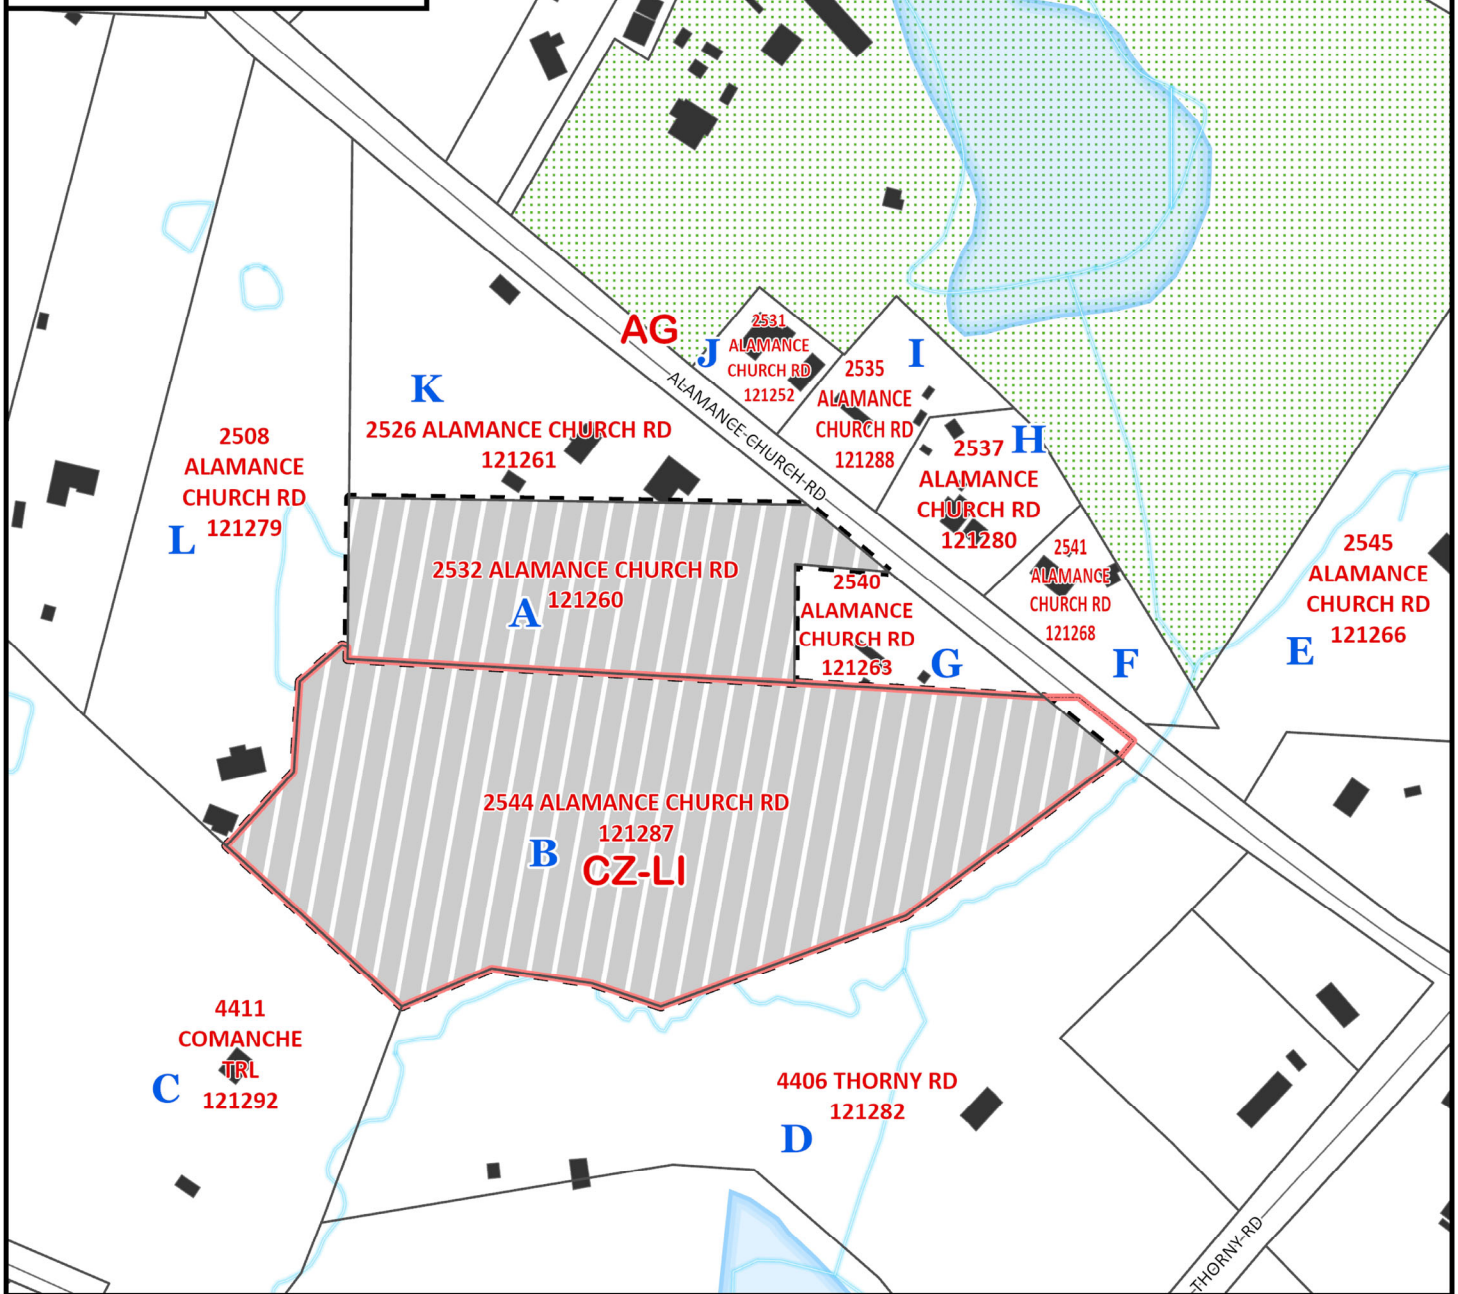 AG
J
2531
ALAMANCE
CHURCH RD
121252
I
2535
ALAMANCE
CHURCH RD
121288
ALAMANCE-CHURCH-RD
K
2526 ALAMANCE CHURCH RD
121261
H
2537
ALAMANCE
CHURCH RD
121280
2508
ALAMANCE
CHURCH RD
121279
L
2541
ALAMANCE
CHURCH RD
121268
F
2545
ALAMANCE
CHURCH RD
121266
E
2532 ALAMANCE CHURCH RD
121260
A
2540
ALAMANCE
CHURCH RD
121263
G
2544 ALAMANCE CHURCH RD
121287
B
CZ-LI
4411
COMANCHE
TRL
121292
C
4406 THORNY RD
121282
D
THORNY-RD